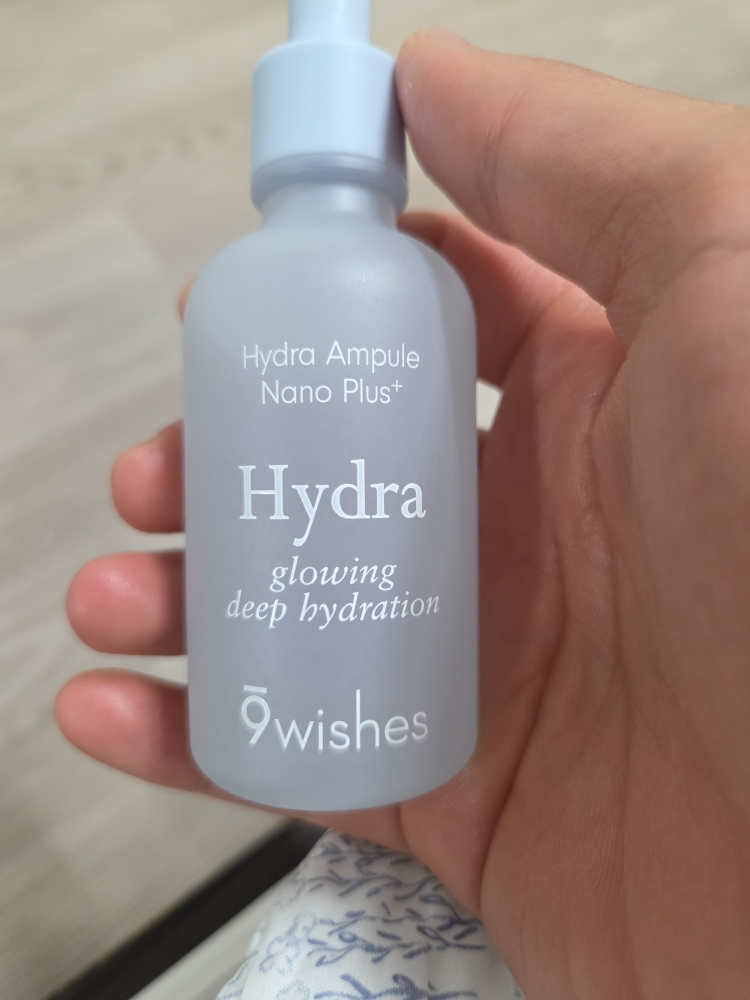 Hydra Ampule
Nano Plus+
Hydra
glowing
deep hydration
9wishes